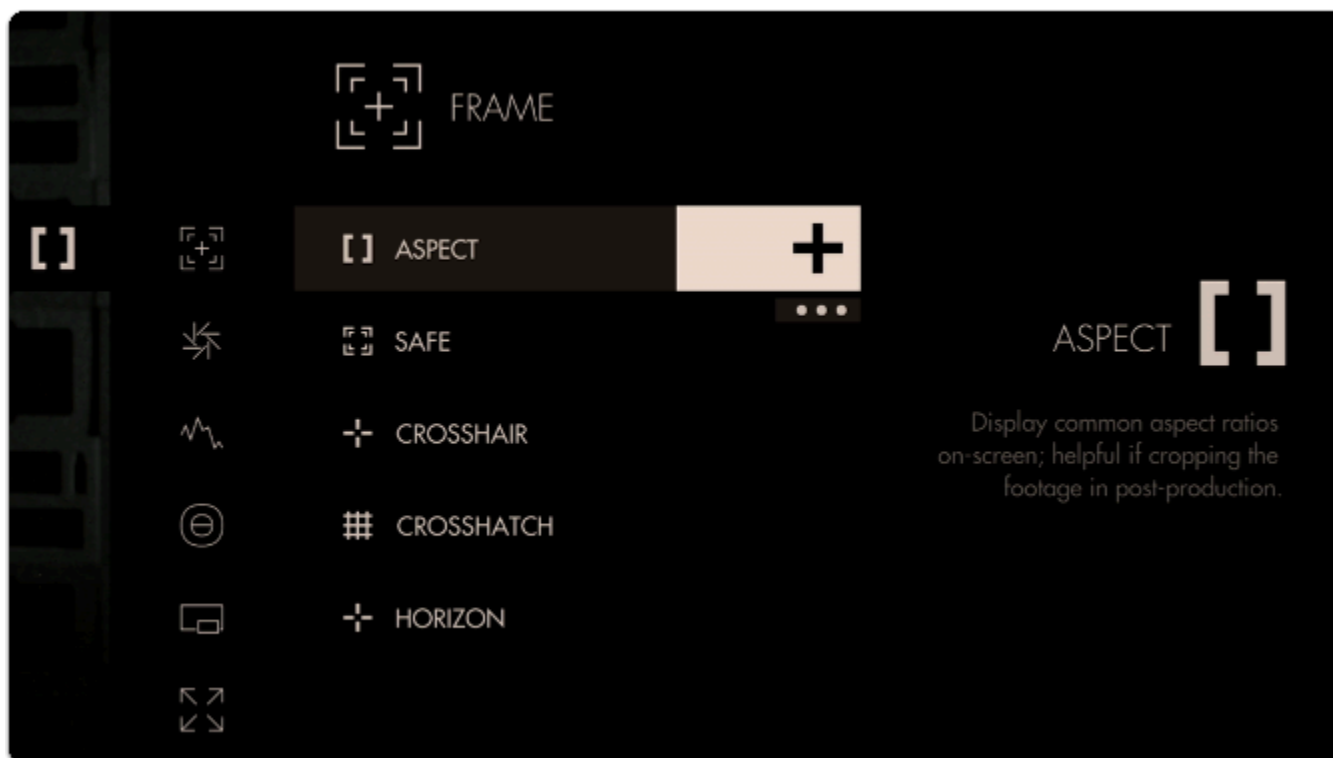 FRAME
ASPECT
SAFE
CROSSHAIR
CROSSHATCH
HORIZON
ASPECT
Display common aspect ratios
on-screen; helpful if cropping the
footage in post-production.